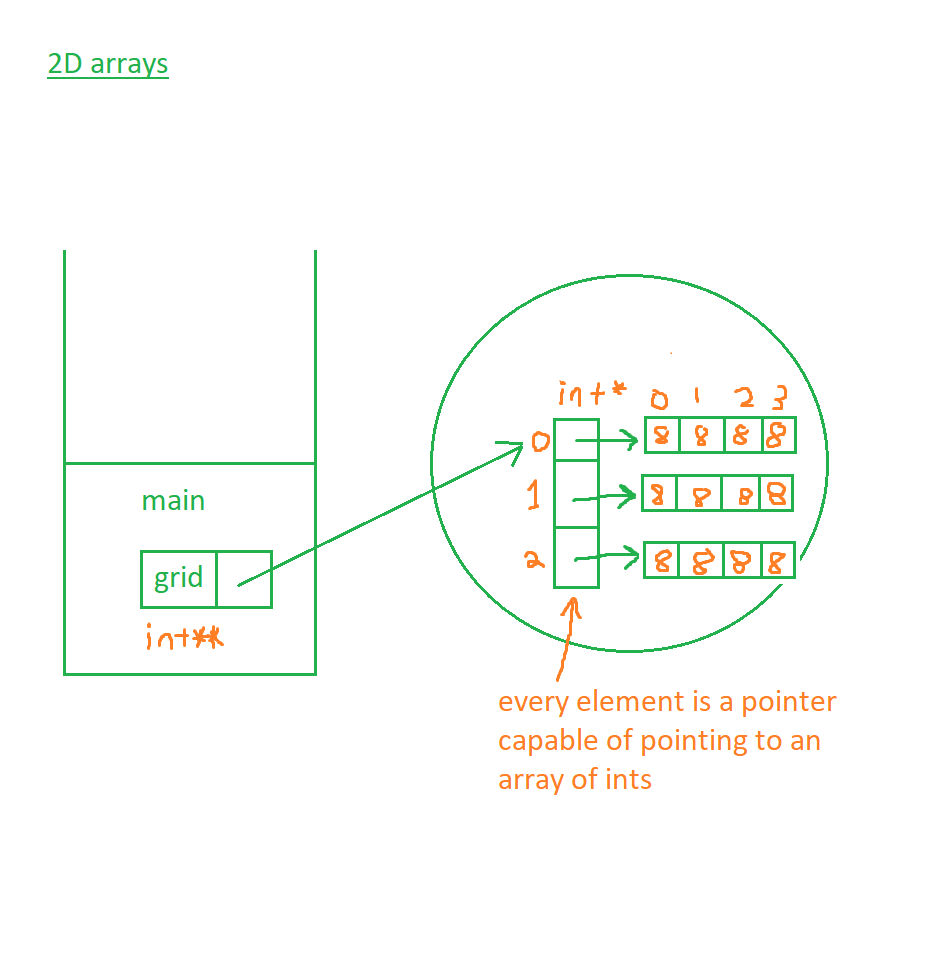 2D arrays
int* 0 1 2 3
0 8 8 8 8
1 8 8 8 8
main
2 8 8 8 8
grid
int**
every element is a pointer
capable of pointing to an
array of ints